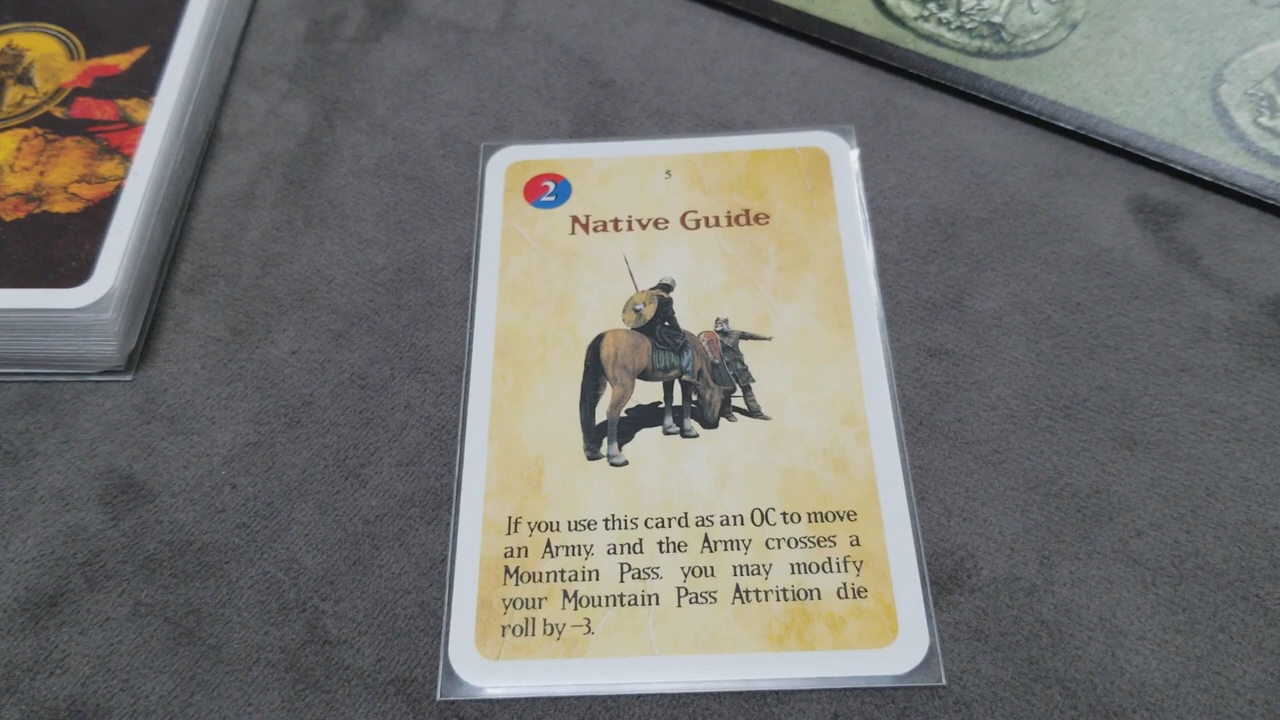 2
5
Native Guide
If you use this card as an OC to move
an Army, and the Army crosses a
Mountain Pass, you may modify
your Mountain Pass Attrition die
roll by –3.